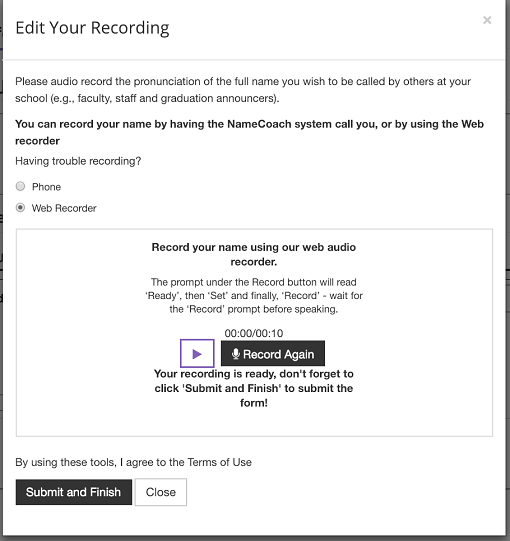 Edit Your Recording
×
Please audio record the pronunciation of the full name you wish to be called by others at your
school (e.g., faculty, staff and graduation announcers).
You can record your name by having the NameCoach system call you, or by using the Web
recorder
Having trouble recording?
Phone
Web Recorder
Record your name using our web audio
recorder.
The prompt under the Record button will read
'Ready', then 'Set' and finally, 'Record' - wait for
the 'Record' prompt before speaking.
00:00/00:10
Record Again
Your recording is ready, don't forget to
click 'Submit and Finish' to submit the
form!
By using these tools, I agree to the Terms of Use
Submit and Finish Close